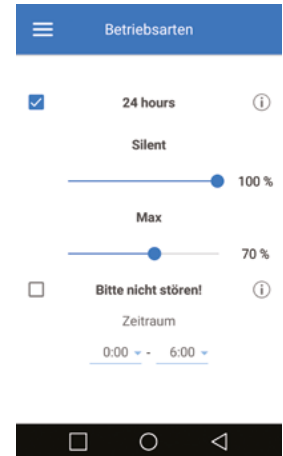 Betriebsarten
24 hours
Silent
100 %
Max
70 %
Bitte nicht stören!
Zeitraum
0:00 - 6:00